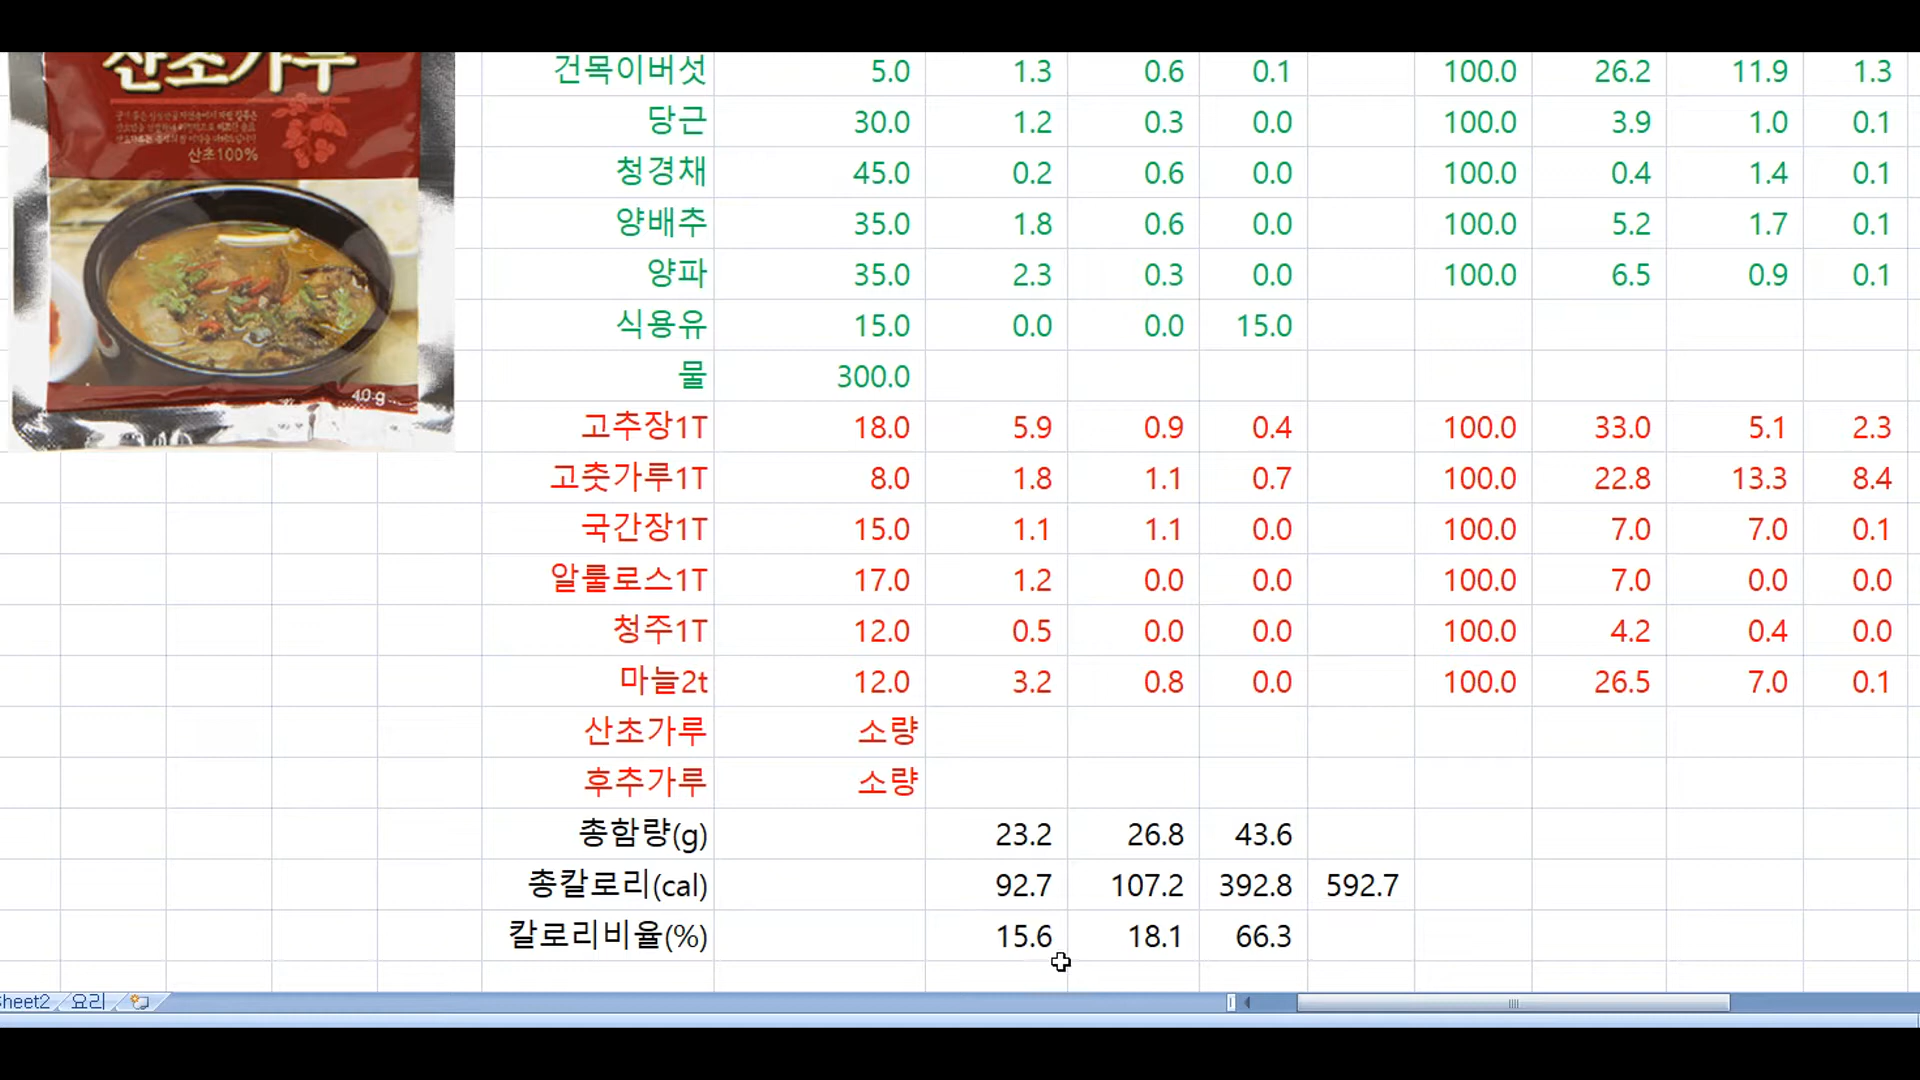 산초가루
산초100%
40g
건목이버섯 5.0 1.3 0.6 0.1 100.0 26.2 11.9 1.3
당근 30.0 1.2 0.3 0.0 100.0 3.9 1.0 0.1
청경채 45.0 0.2 0.6 0.0 100.0 0.4 1.4 0.1
양배추 35.0 1.8 0.6 0.0 100.0 5.2 1.7 0.1
양파 35.0 2.3 0.3 0.0 100.0 6.5 0.9 0.1
식용유 15.0 0.0 0.0 15.0
물 300.0
고추장1T 18.0 5.9 0.9 0.4 100.0 33.0 5.1 2.3
고춧가루1T 8.0 1.8 1.1 0.7 100.0 22.8 13.3 8.4
국간장1T 15.0 1.1 1.1 0.0 100.0 7.0 7.0 0.1
알룰로스1T 17.0 1.2 0.0 0.0 100.0 7.0 0.0 0.0
청주1T 12.0 0.5 0.0 0.0 100.0 4.2 0.4 0.0
마늘2t 12.0 3.2 0.8 0.0 100.0 26.5 7.0 0.1
산초가루 소량
후추가루 소량
총함량(g) 23.2 26.8 43.6
총칼로리(cal) 92.7 107.2 392.8 592.7
칼로리비율(%) 15.6 18.1 66.3
heet2 요리